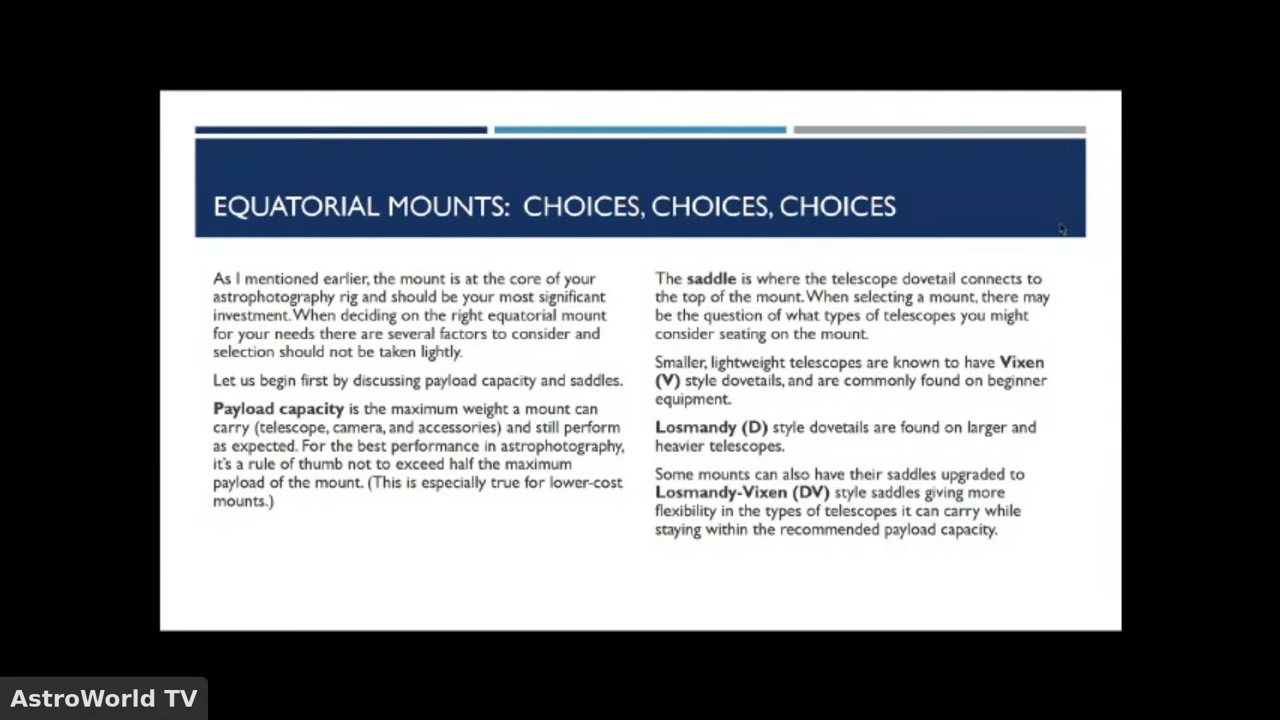 EQUATORIAL MOUNTS: CHOICES, CHOICES, CHOICES
As I mentioned earlier, the mount is at the core of your
astrophotography rig and should be your most significant
investment. When deciding on the right equatorial mount
for your needs there are several factors to consider and
selection should not be taken lightly.
Let us begin first by discussing payload capacity and saddles.
Payload capacity is the maximum weight a mount can
carry (telescope, camera, and accessories) and still perform
as expected. For the best performance in astrophotography,
it's a rule of thumb not to exceed half the maximum
payload of the mount. (This is especially true for lower-cost
mounts.)
The saddle is where the telescope dovetail connects to
the top of the mount. When selecting a mount, there may
be the question of what types of telescopes you might
consider seating on the mount.
Smaller, lightweight telescopes are known to have Vixen
(V) style dovetails, and are commonly found on beginner
equipment.
Losmandy (D) style dovetails are found on larger and
heavier telescopes.
Some mounts can also have their saddles upgraded to
Losmandy-Vixen (DV) style saddles giving more
flexibility in the types of telescopes it can carry while
staying within the recommended payload capacity.
AstroWorld TV